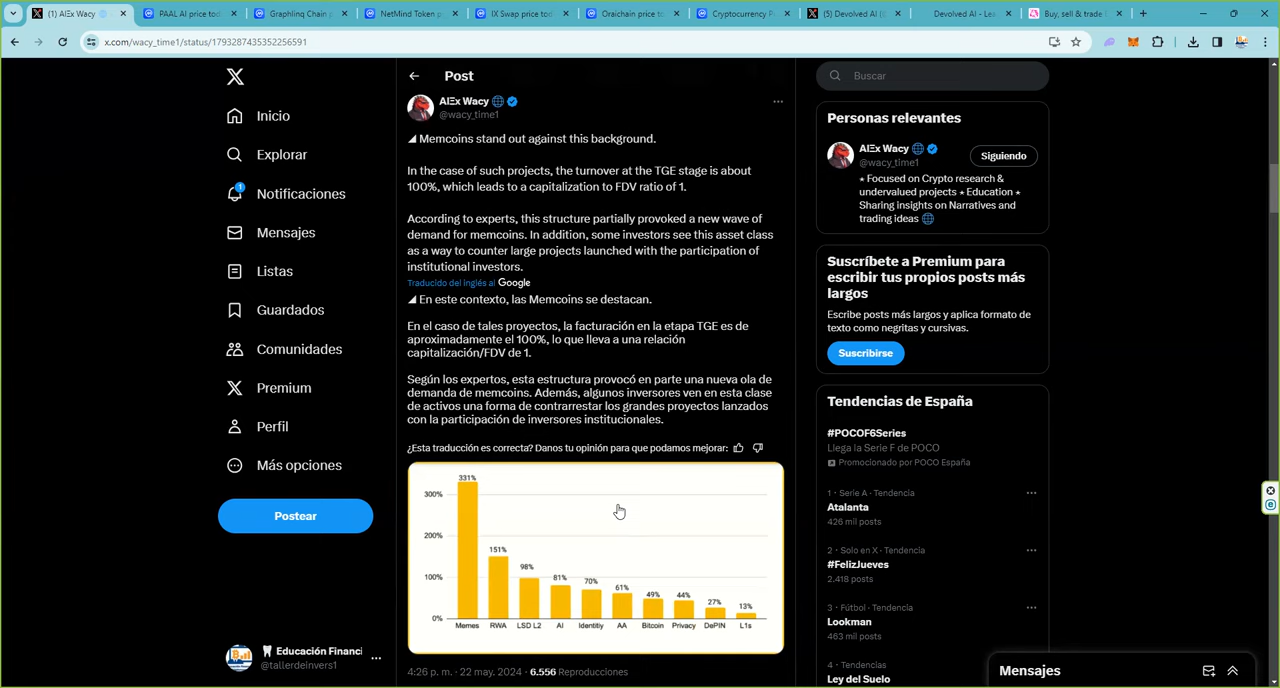 (1) AlΞx Wacy
PAAL AI price tod
Graphlinq Chain p
NetMind Token p
IX Swap price tod
Oraichain price to
Cryptocurrency P
(5) Devolved AI (
Devolved AI - Lea
Buy, sell & trade
x.com/wacy_time1/status/1793287435352256591
Inicio
Explorar
1
Notificaciones
Mensajes
Listas
Guardados
Comunidades
Premium
Perfil
Más opciones
Postear
Educación Financi
@tallerdeinvers1
Post
AlΞx Wacy
@wacy_time1
◢ Memcoins stand out against this background.
In the case of such projects, the turnover at the TGE stage is about
100%, which leads to a capitalization to FDV ratio of 1.
According to experts, this structure partially provoked a new wave of
demand for memcoins. In addition, some investors see this asset class
as a way to counter large projects launched with the participation of
institutional investors.
Traducido del inglés al Google
◢ En este contexto, las Memcoins se destacan.
En el caso de tales proyectos, la facturación en la etapa TGE es de
aproximadamente el 100%, lo que lleva a una relación
capitalización/FDV de 1.
Según los expertos, esta estructura provocó en parte una nueva ola de
demanda de memcoins. Además, algunos inversores ven en esta clase
de activos una forma de contrarrestar los grandes proyectos lanzados
con la participación de inversores institucionales.
¿Esta traducción es correcta? Danos tu opinión para que podamos mejorar:
300%
200%
100%
0%
331%
151%
98%
81%
70%
61%
49%
44%
27%
13%
Memes RWA LSD L2 AI Identitiy AA Bitcoin Privacy DePIN L1s
4:26 p. m. · 22 may. 2024 · 6.556 Reproducciones
Buscar
Personas relevantes
AlΞx Wacy
@wacy_time1
Siguiendo
⋆ Focused on Crypto research &
undervalued projects ⋆ Education ⋆
Sharing insights on Narratives and
trading ideas
Suscríbete a Premium para
escribir tus propios posts más
largos
Escribe posts más largos y aplica formato de
texto como negritas y cursivas.
Suscribirse
Tendencias de España
#POCOF6Series
Llega la Serie F de POCO
Promocionado por POCO España
1 · Serie A · Tendencia
Atalanta
426 mil posts
2 · Solo en X · Tendencia
#FelizJueves
2.418 posts
3 · Fútbol · Tendencia
Lookman
463 mil posts
4 · Tendencias
Ley del Suelo
Mensajes